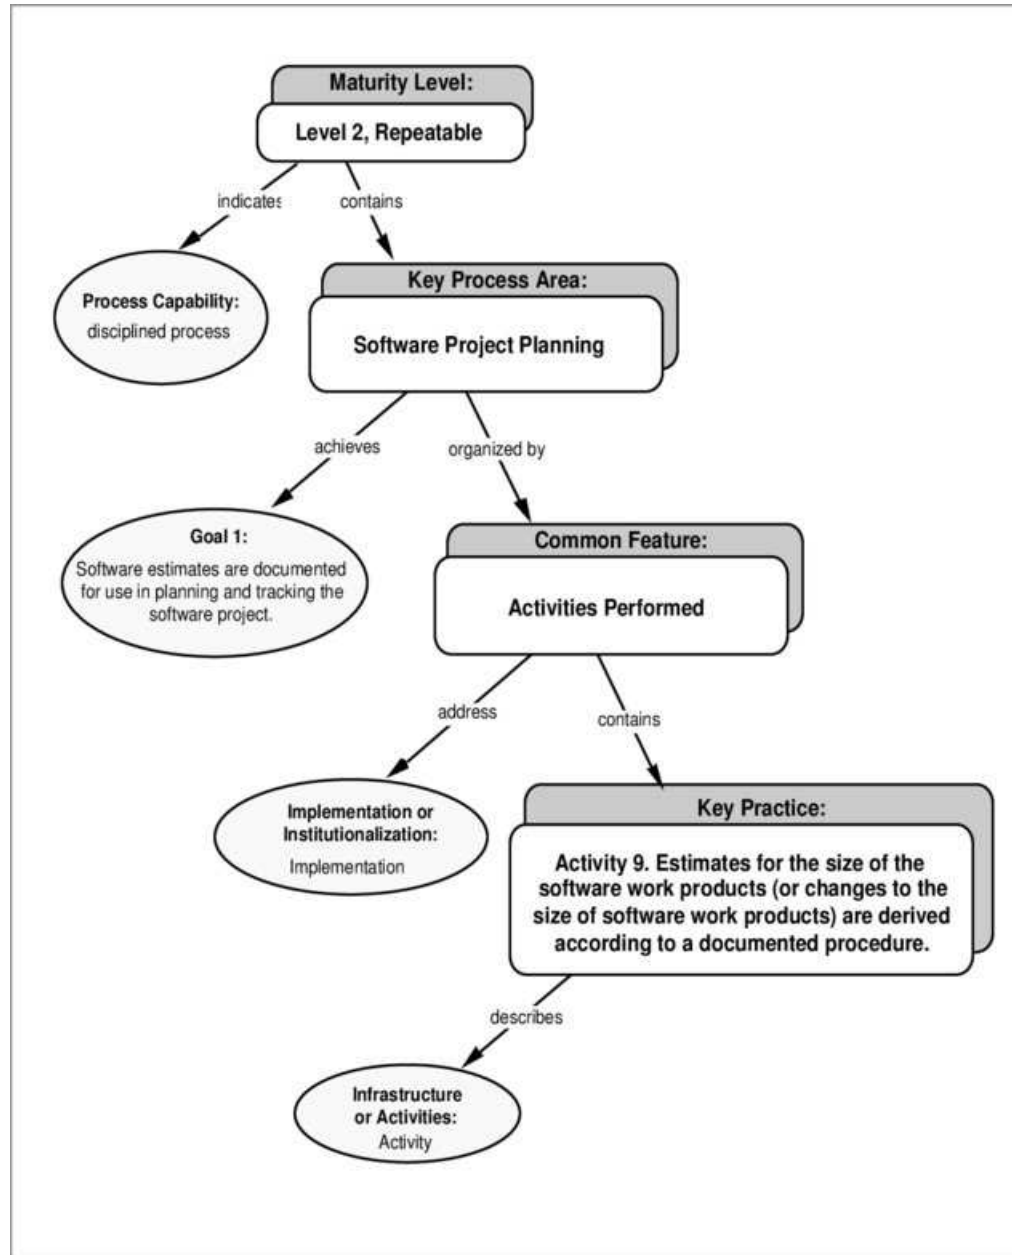 Maturity Level:
Level 2, Repeatable
indicates
contains
Process Capability:
disciplined process
Key Process Area:
Software Project Planning
achieves
organized by
Goal 1:
Software estimates are documented
for use in planning and tracking the
software project.
Common Feature:
Activities Performed
address
contains
Implementation or
Institutionalization:
Implementation
Key Practice:
Activity 9. Estimates for the size of the
software work products (or changes to the
size of software work products) are derived
according to a documented procedure.
describes
Infrastructure
or Activities:
Activity